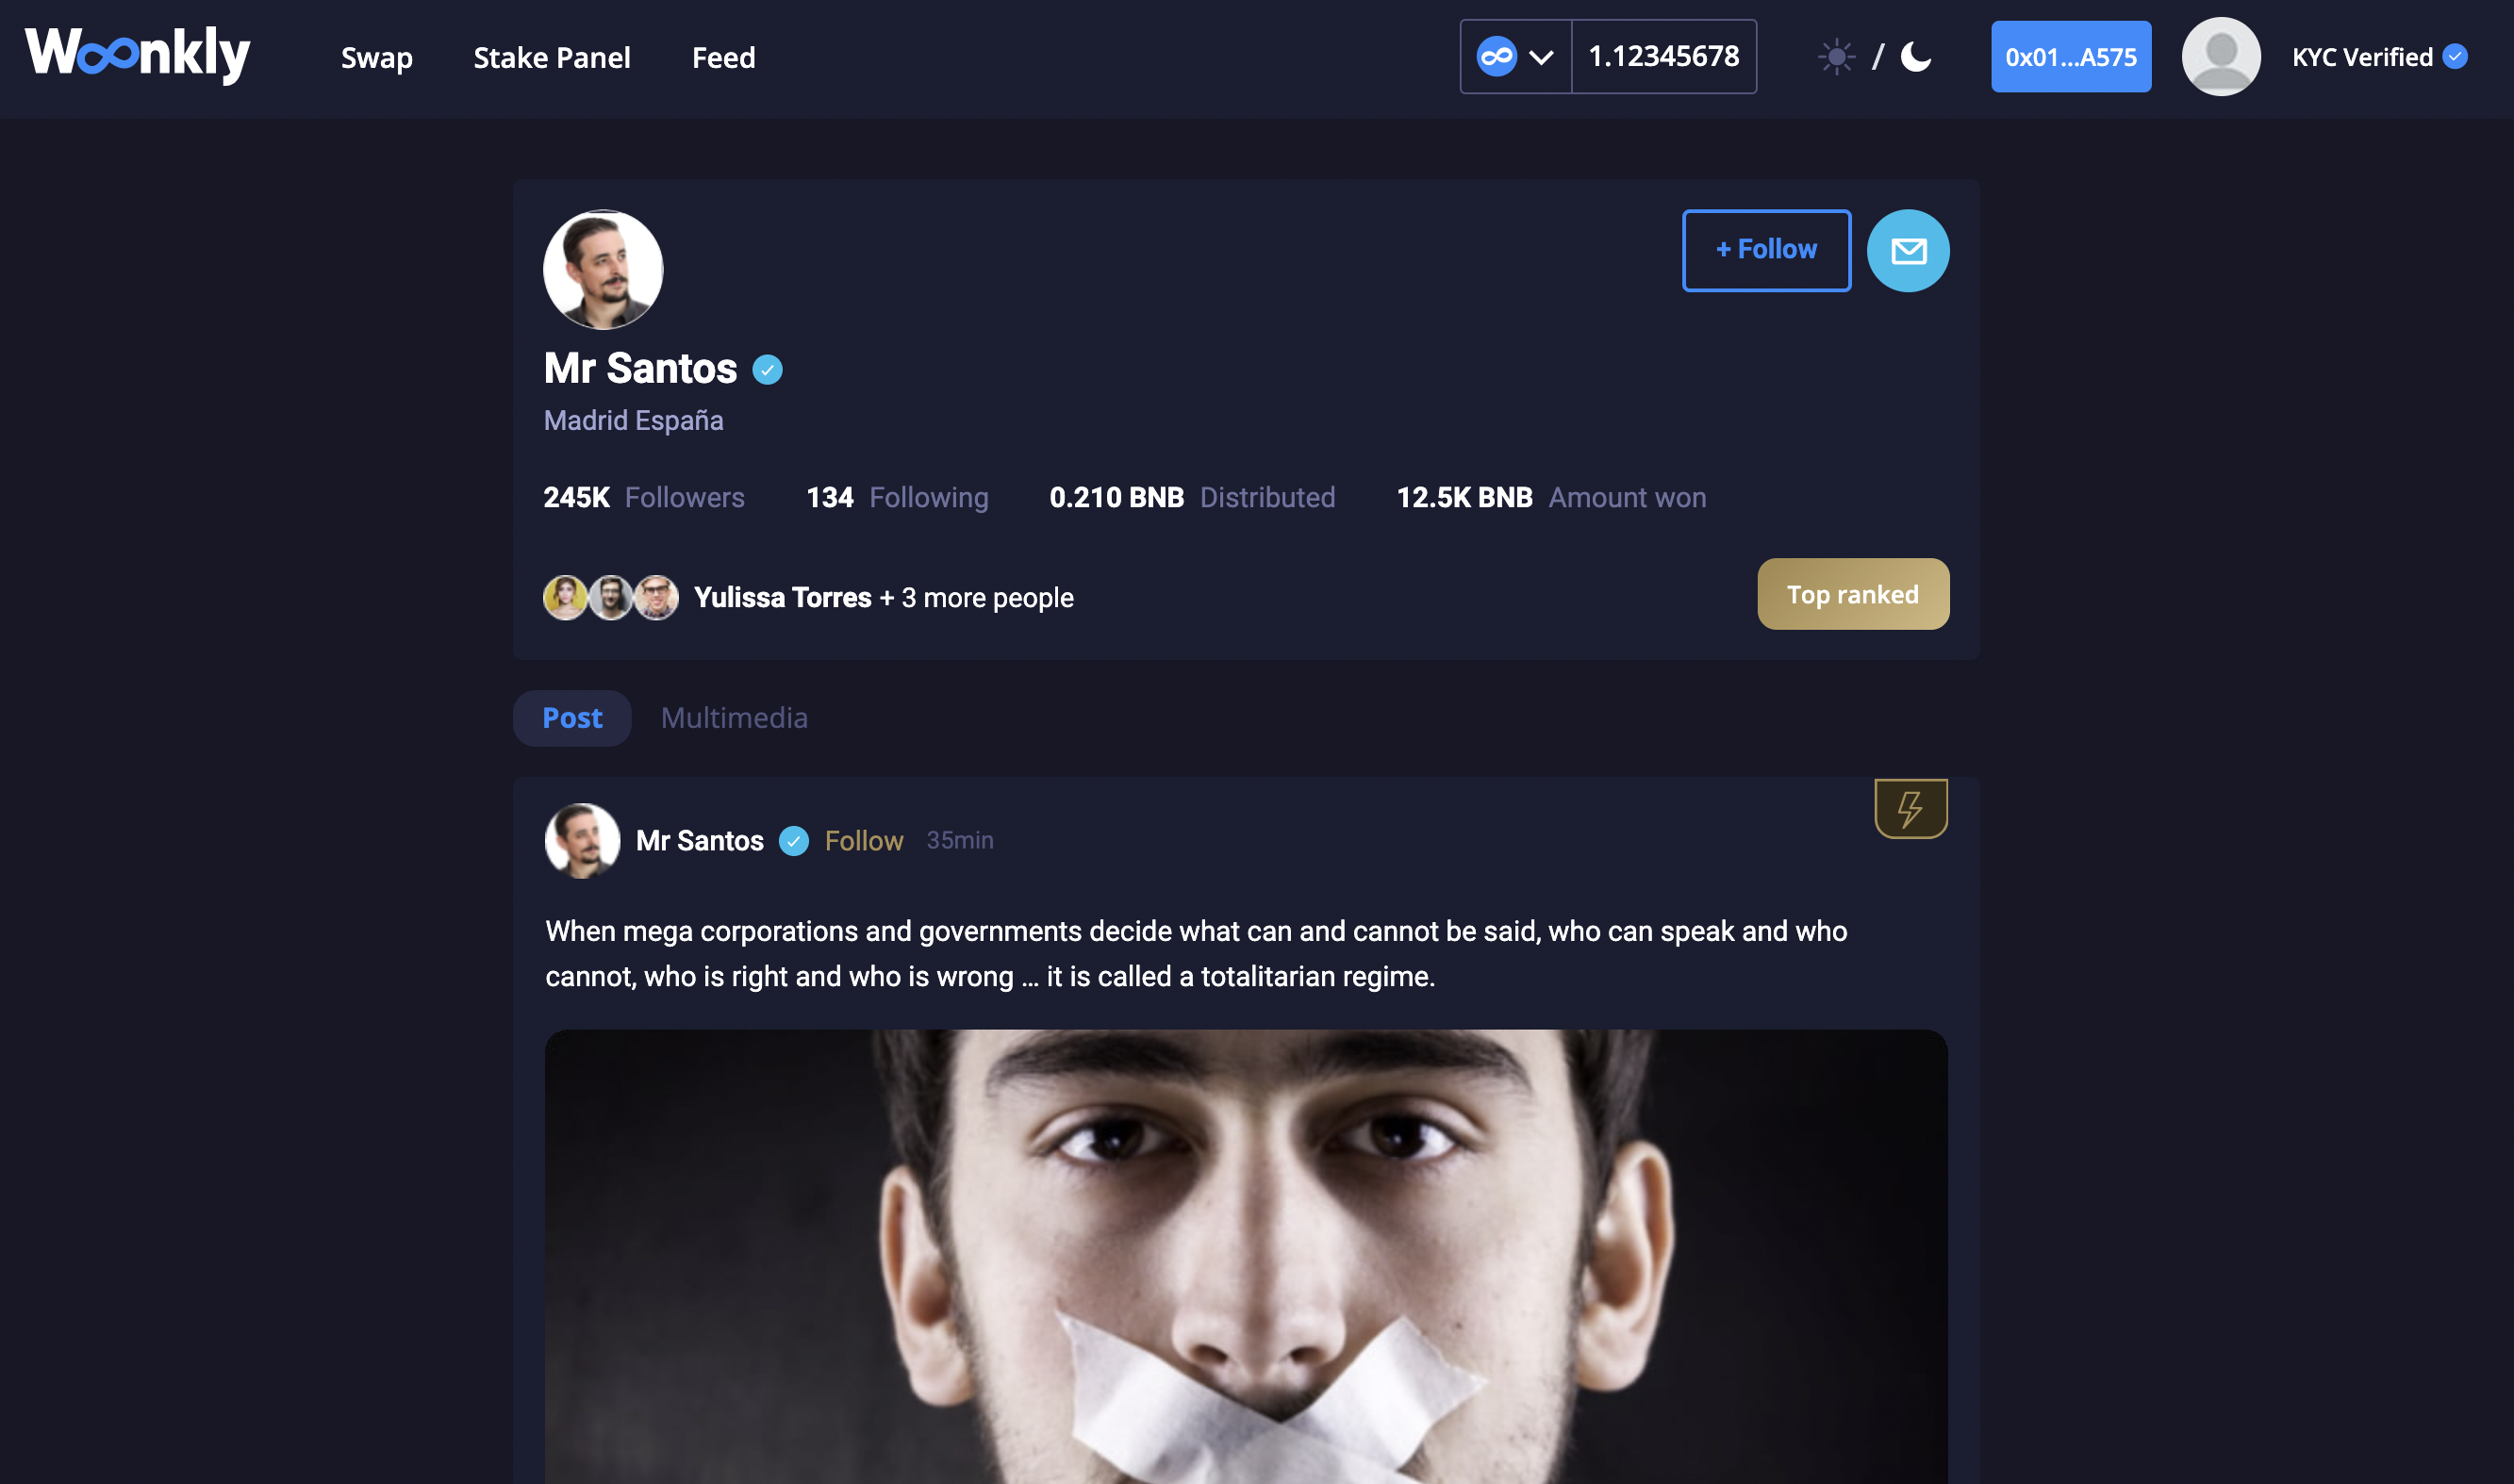 Woonkly
Swap
Stake Panel
Feed
1.12345678
/
0x01...A575
KYC Verified
+ Follow
Mr Santos
Madrid España
245K Followers
134 Following
0.210 BNB Distributed
12.5K BNB Amount won
Yulissa Torres + 3 more people
Top ranked
Post
Multimedia
Mr Santos
Follow
35min
When mega corporations and governments decide what can and cannot be said, who can speak and who
cannot, who is right and who is wrong ... it is called a totalitarian regime.